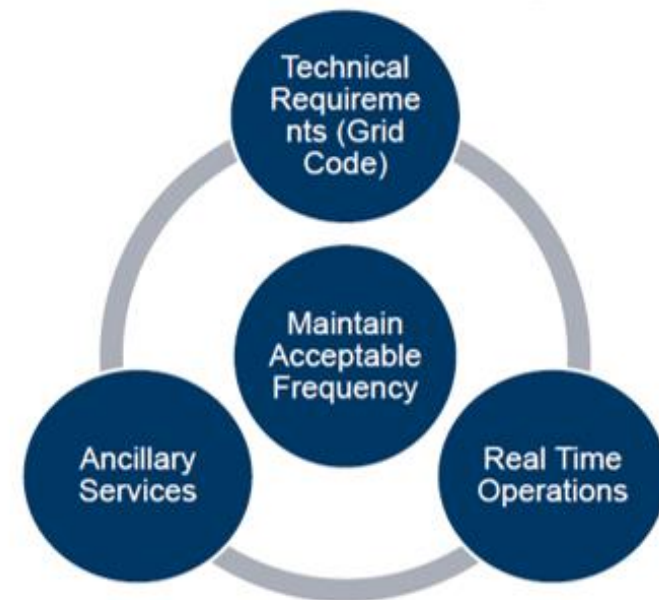 Technical
Requireme
nts (Grid
Code)
Maintain
Acceptable
Frequency
Ancillary
Services
Real Time
Operations